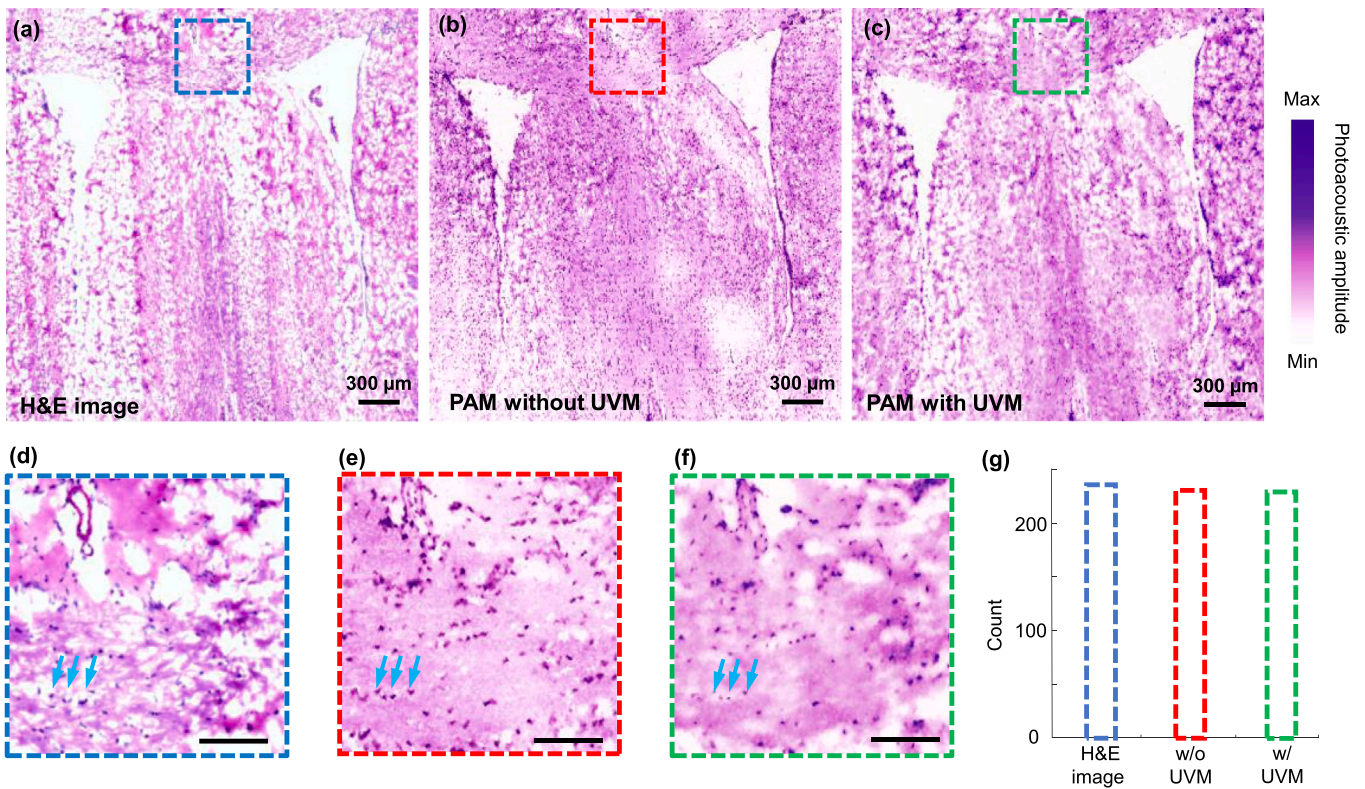 (a)
(b)
(c)
H&E image
300 µm
PAM without UVM
300 µm
PAM with UVM
300 µm
Max
Photoacoustic amplitude
Min
(d)
(e)
(f)
(g)
200
100
0
Count
H&E
image
w/o
UVM
w/
UVM